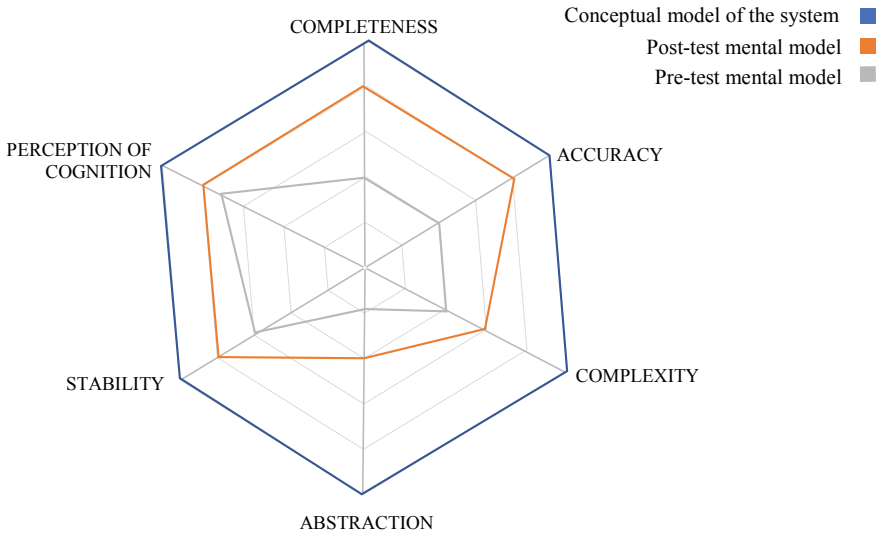 Conceptual model of the system
Post-test mental model
Pre-test mental model
COMPLETENESS
PERCEPTION OF
COGNITION
ACCURACY
STABILITY
COMPLEXITY
ABSTRACTION